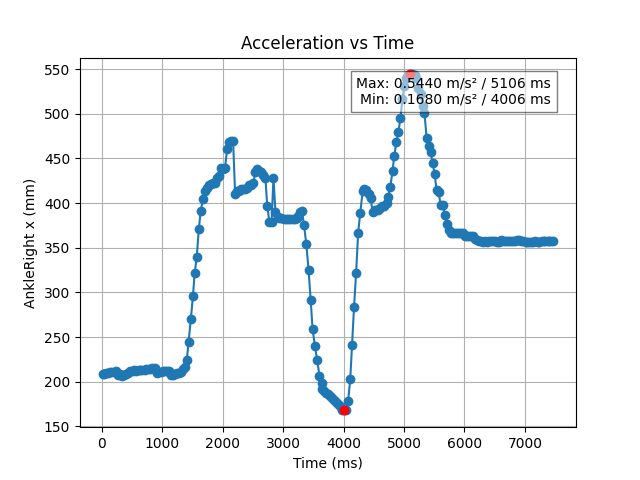 Acceleration vs Time
Max: 0.5440 m/s² / 5106 ms
Min: 0.1680 m/s² / 4006 ms
AnkleRight x (mm)
550
500
450
400
350
300
250
200
150
0 1000 2000 3000 4000 5000 6000 7000
Time (ms)